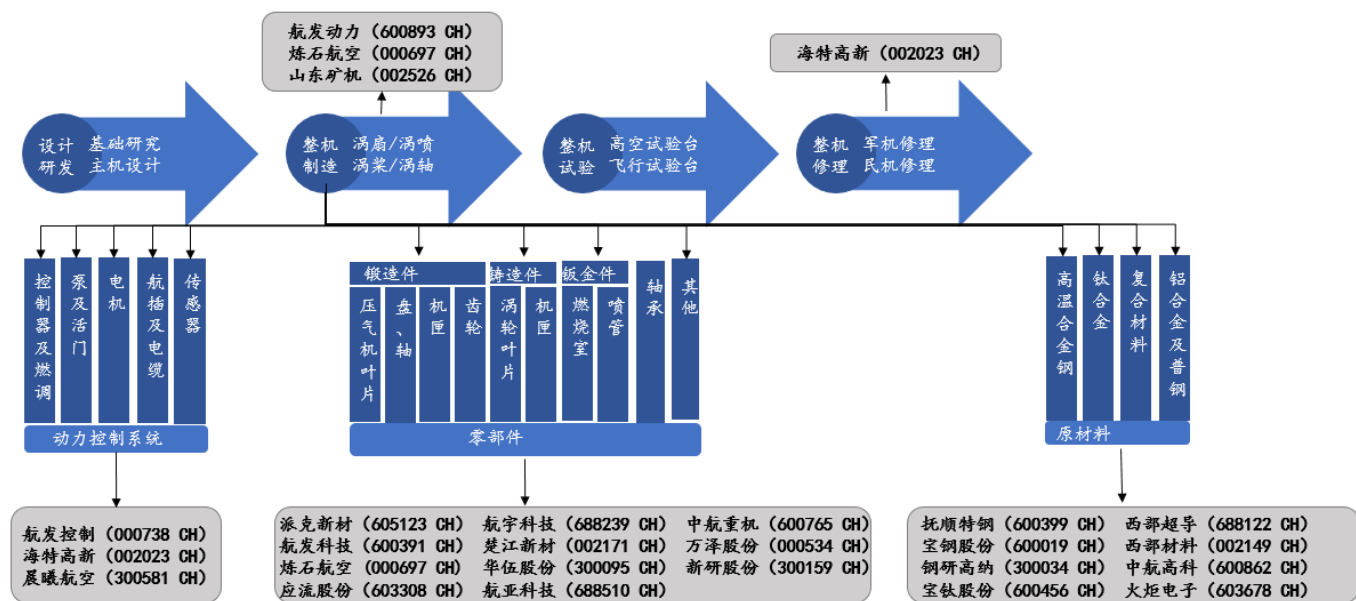 航发动力（600893 CH）
炼石航空（000697 CH）
山东矿机（002526 CH）
海特高新（002023 CH）
设计
研发
基础研究
主机设计
整机
制造
涡扇/涡喷
涡桨/涡轴
整机
试验
高空试验台
飞行试验台
整机
修理
军机修理
民机修理
控制器及燃调
泵及活门
电机
航插及电缆
传感器
动力控制系统
锻造件
铸造件
钣金件
压气机叶片
盘、轴
机匣
齿轮
涡轮叶片
机匣
燃烧室
喷管
轴承
其他
零部件
高温合金钢
钛合金
复合材料
铝合金及普钢
原材料
航发控制（000738 CH）
海特高新（002023 CH）
晨曦航空（300581 CH）
派克新材（605123 CH） 航宇科技（688239 CH） 中航重机（600765 CH）
航发科技（600391 CH） 楚江新材（002171 CH） 万泽股份（000534 CH）
炼石航空（000697 CH） 华伍股份（300095 CH） 新研股份（300159 CH）
应流股份（603308 CH） 航亚科技（688510 CH）
抚顺特钢（600399 CH） 西部超导（688122 CH）
宝钢股份（600019 CH） 西部材料（002149 CH）
钢研高纳（300034 CH） 中航高科（600862 CH）
宝钛股份（600456 CH） 火炬电子（603678 CH）